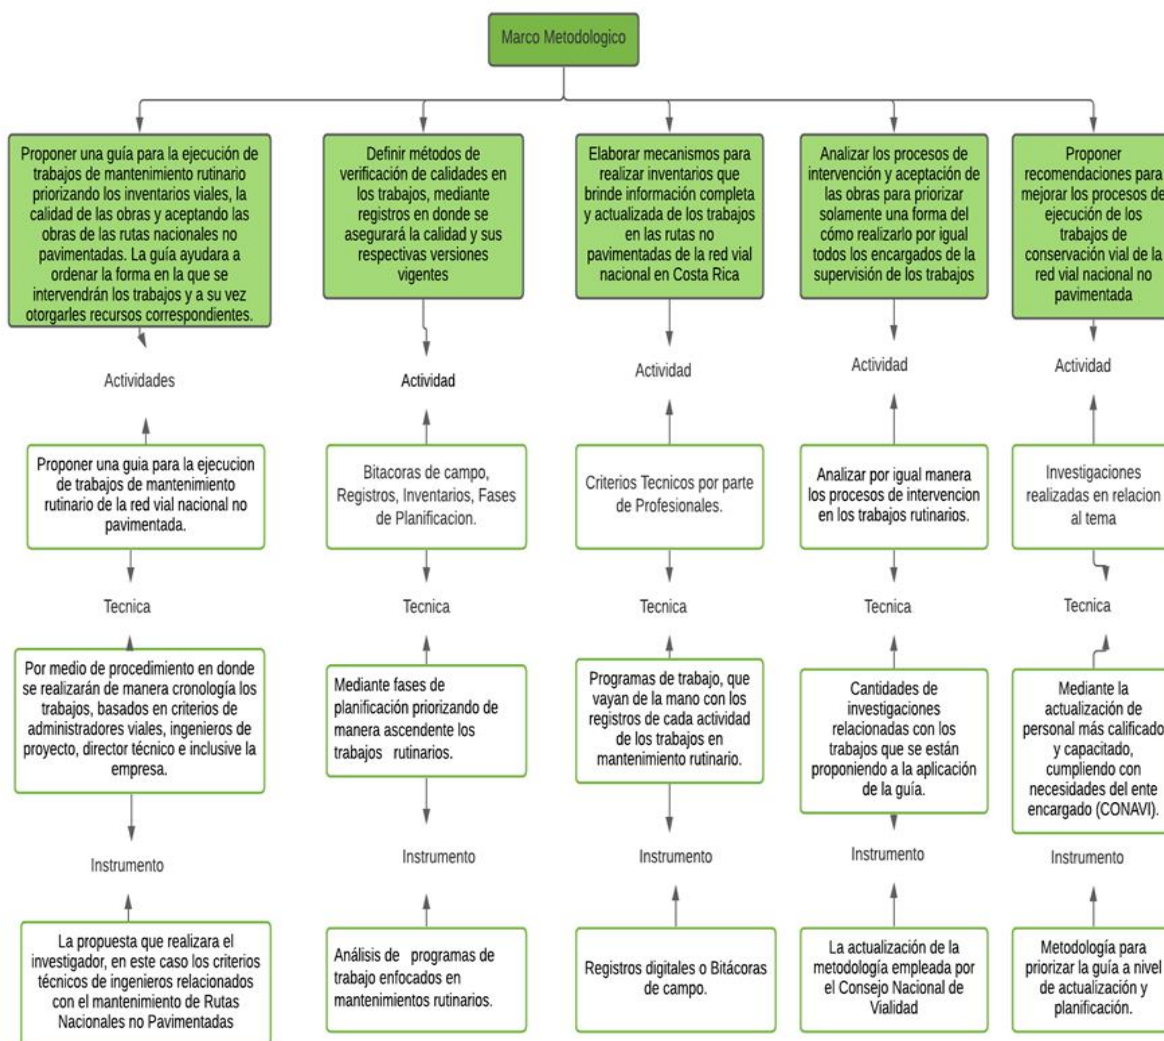 Marco Metodologico
Proponer una guía para la ejecución de
trabajos de mantenimiento rutinario
priorizando los inventarios viales, la
calidad de las obras y aceptando las
obras de las rutas nacionales no
pavimentadas. La guía ayudara a
ordenar la forma en la que se
intervendrán los trabajos y a su vez
otorgarles recursos correspondientes.
Actividades
Proponer una guia para la ejecucion
de trabajos de mantenimiento
rutinario de la red vial nacional no
pavimentada.
Tecnica
Por medio de procedimiento en donde
se realizarán de manera cronología los
trabajos, basados en criterios de
administradores viales, ingenieros de
proyecto, director técnico e inclusive la
empresa.
Instrumento
La propuesta que realizara el
investigador, en este caso los criterios
técnicos de ingenieros relacionados
con el mantenimiento de Rutas
Nacionales no Pavimentadas
Definir métodos de
verificación de calidades en
los trabajos, mediante
registros en donde se
asegurará la calidad y sus
respectivas versiones
vigentes
Actividad
Bitacoras de campo,
Registros, Inventarios, Fases
de Planificacion.
Tecnica
Mediante fases de
planificación priorizando de
manera ascendente los
trabajos rutinarios.
Instrumento
Análisis de programas de
trabajo enfocados en
mantenimientos rutinarios.
Elaborar mecanismos para
realizar inventarios que
brinde información completa
y actualizada de los trabajos
en las rutas no
pavimentadas de la red vial
nacional en Costa Rica
Actividad
Criterios Tecnicos por parte
de Profesionales.
Tecnica
Programas de trabajo, que
vayan de la mano con los
registros de cada actividad
de los trabajos en
mantenimiento rutinario.
Instrumento
Registros digitales o Bitácoras
de campo.
Analizar los procesos de
intervención y aceptación de
las obras para priorizar
solamente una forma del
cómo realizarlo por igual
todos los encargados de la
supervisión de los trabajos
Actividad
Analizar por igual manera
los procesos de intervencion
en los trabajos rutinarios.
Tecnica
Cantidades de
investigaciones
relacionadas con los
trabajos que se están
proponiendo a la aplicación
de la guía.
Instrumento
La actualización de la
metodología empleada por
el Consejo Nacional de
Vialidad
Proponer
recomendaciones para
mejorar los procesos de
ejecución de los
trabajos de
conservación vial de la
red vial nacional no
pavimentada
Actividad
Investigaciones
realizadas en relacion
al tema
Tecnica
Mediante la
actualización de
personal más calificado
y capacitado,
cumpliendo con
necesidades del ente
encargado (CONAVI).
Instrumento
Metodología para
priorizar la guía a nivel
de actualización y
planificación.